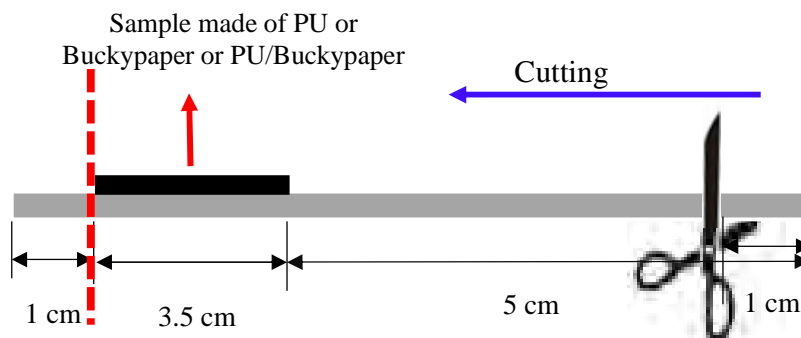 Sample made of PU or
Buckypaper or PU/Buckypaper
Cutting
1 cm
3.5 cm
5 cm
1 cm